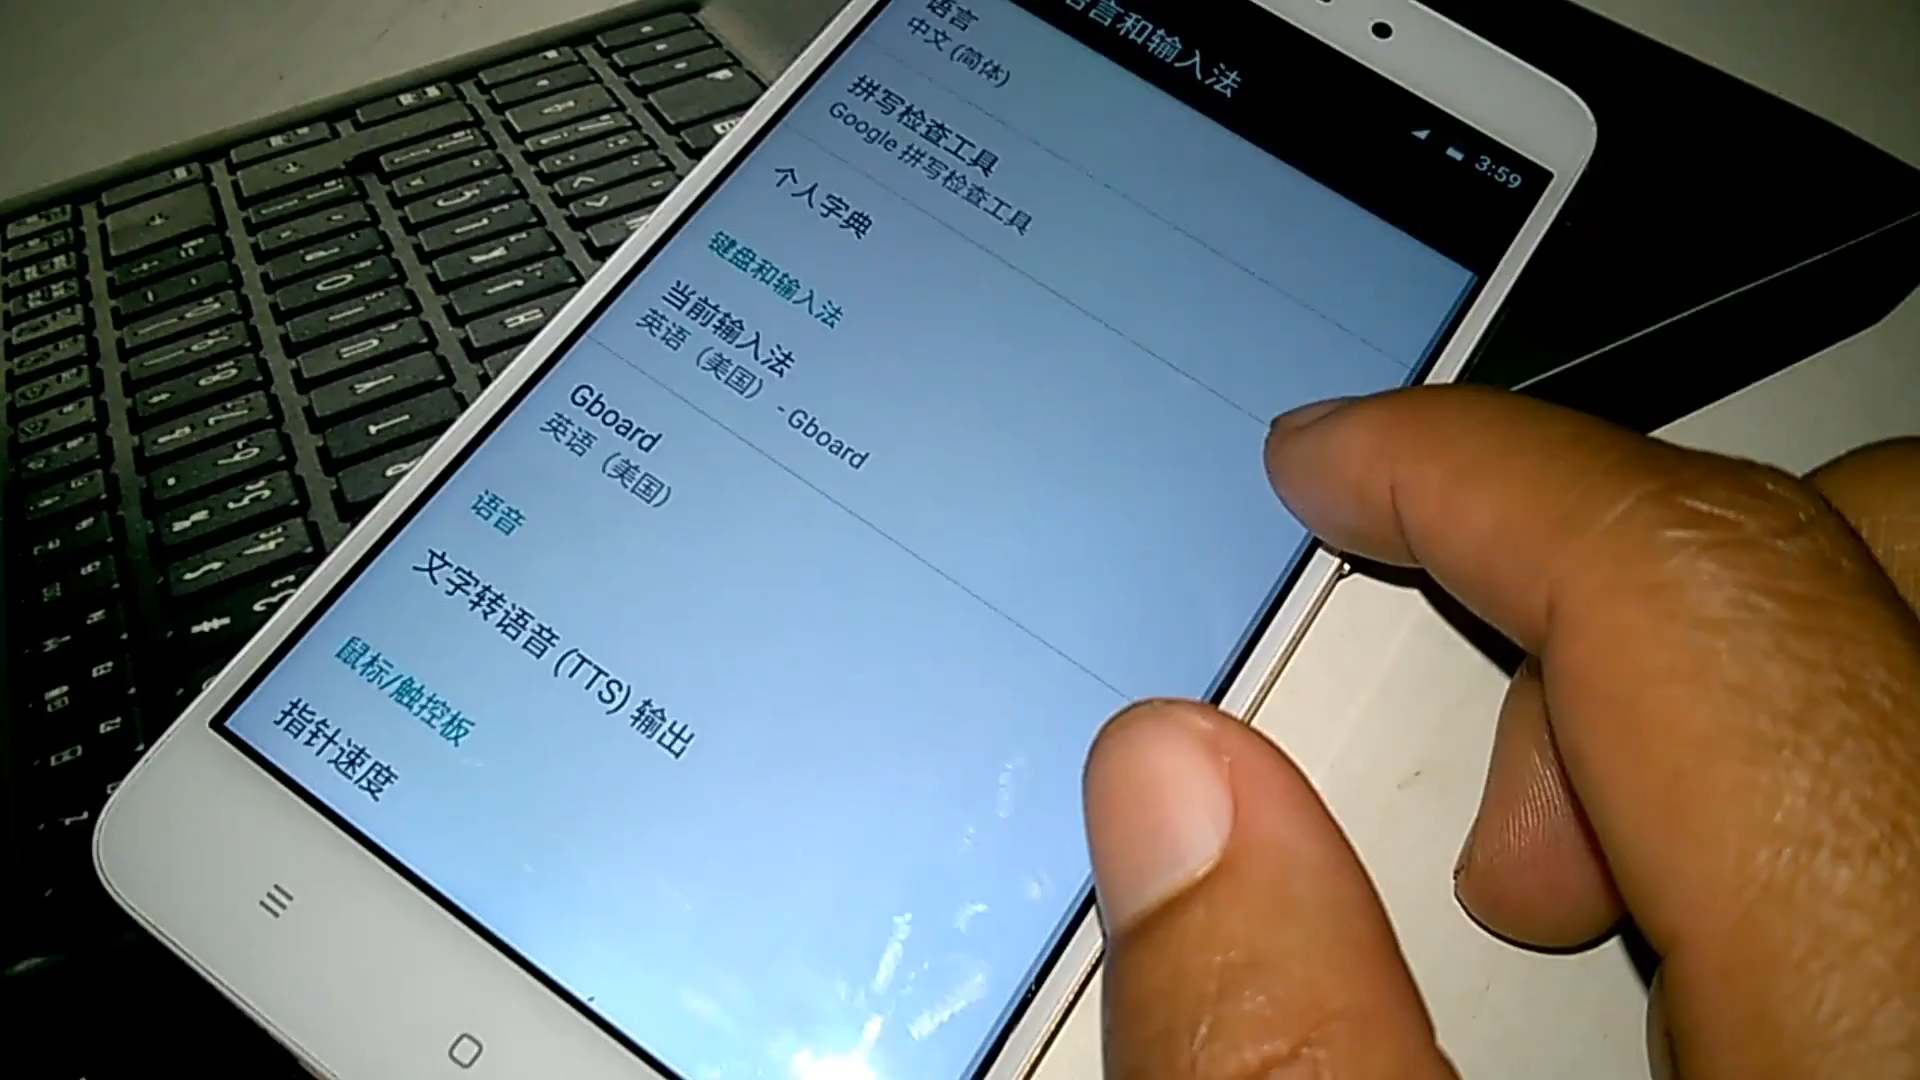 3:59
语言和输入法
语言
中文 (简体)
拼写检查工具
Google 拼写检查工具
个人字典
键盘和输入法
当前输入法
英语（美国） - Gboard
Gboard
英语（美国）
语音
文字转语音 (TTS) 输出
鼠标/触控板
指针速度